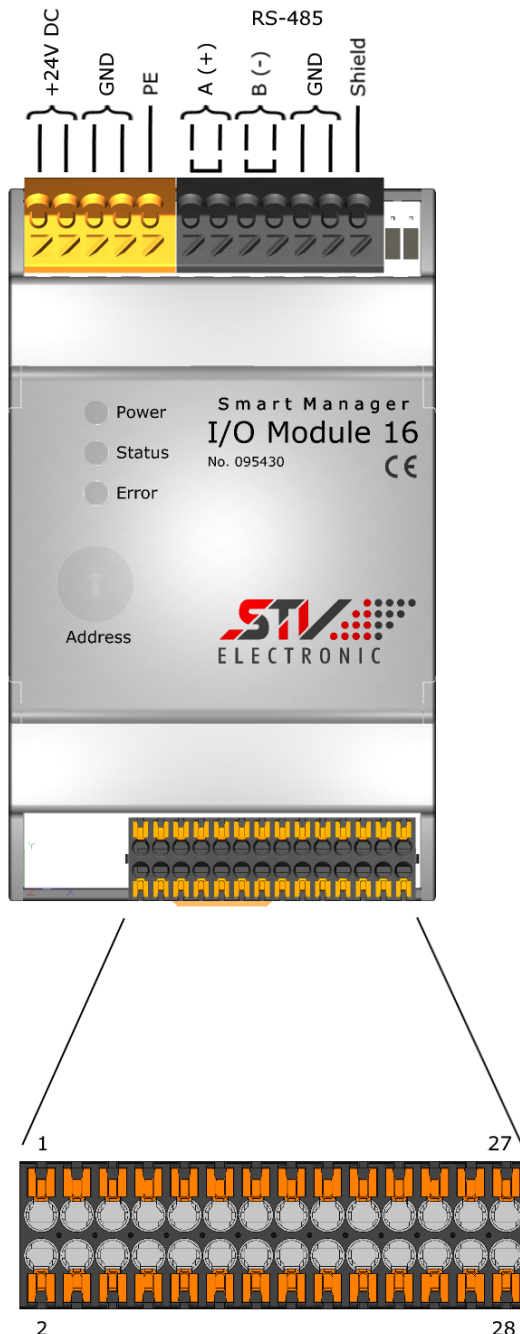 RS-485
+24V DC
GND
PE
A (+)
B (-)
GND
Shield
Power
Status
Error
Smart Manager
I/O Module 16
No. 095430
CE
Address
STV
ELECTRONIC
Y
Z
X
1
27
2
28